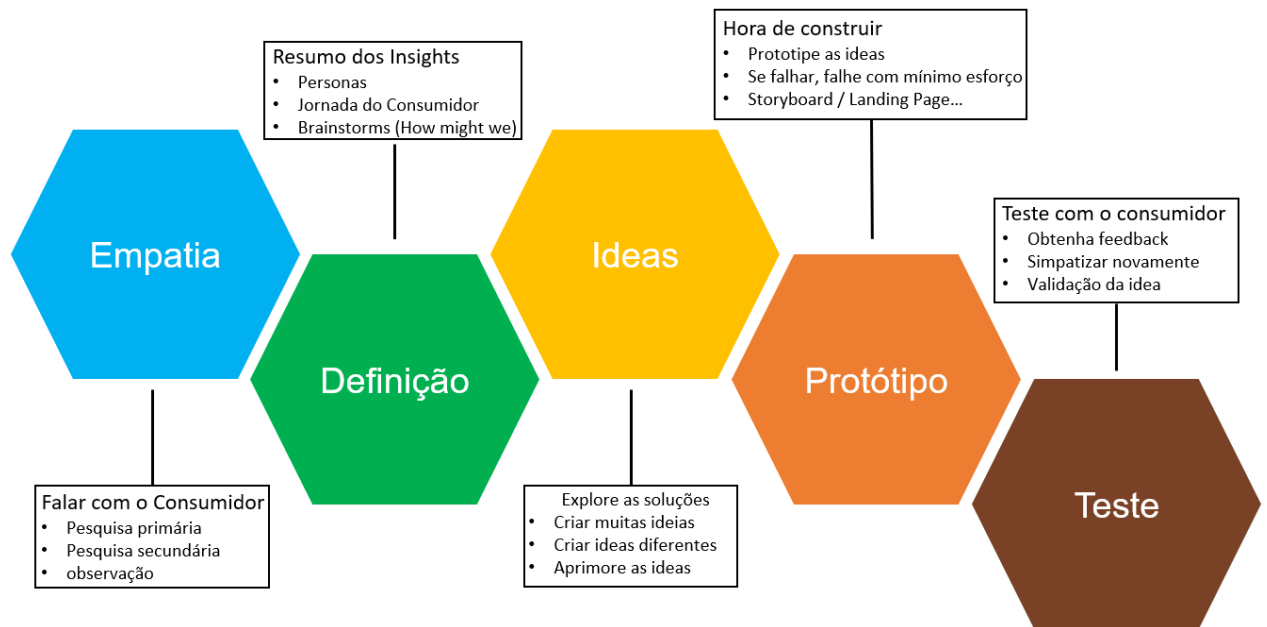 Empatia
Falar com o Consumidor
• Pesquisa primária
• Pesquisa secundária
• observação
Resumo dos Insights
• Personas
• Jornada do Consumidor
• Brainstorms (How might we)
Definição
Ideas
Explore as soluções
• Criar muitas ideias
• Criar ideas diferentes
• Aprimore as ideas
Hora de construir
• Prototipe as ideas
• Se falhar, falhe com mínimo esforço
• Storyboard / Landing Page...
Protótipo
Teste com o consumidor
• Obtenha feedback
• Simpatizar novamente
• Validação da idea
Teste